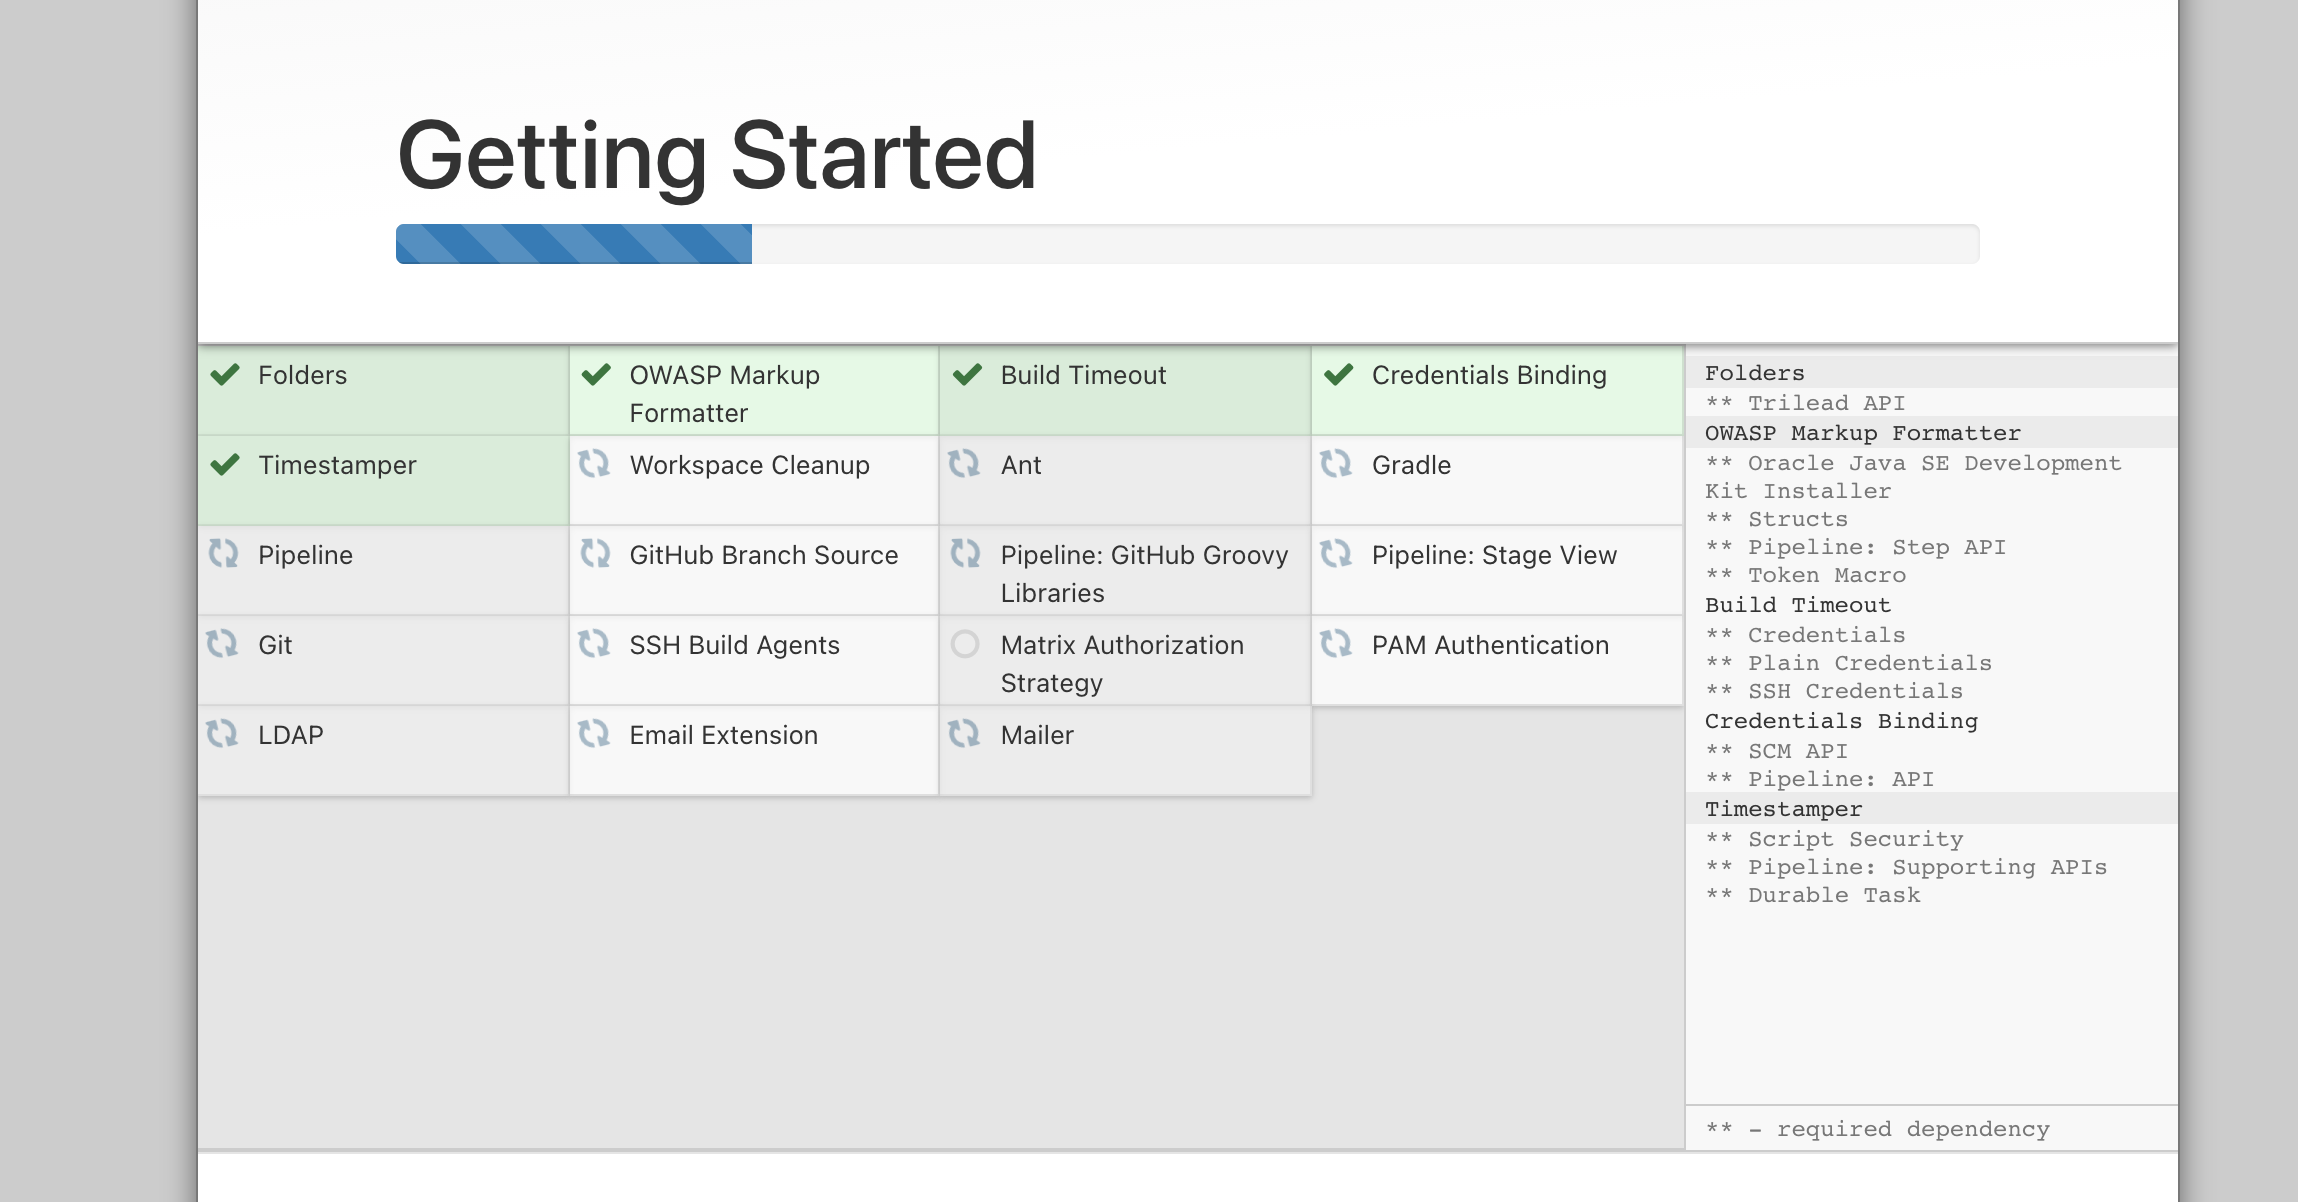 Getting Started
Folders
OWASP Markup
Formatter
Build Timeout
Credentials Binding
Timestamper
Workspace Cleanup
Ant
Gradle
Pipeline
GitHub Branch Source
Pipeline: GitHub Groovy
Libraries
Pipeline: Stage View
Git
SSH Build Agents
Matrix Authorization
Strategy
PAM Authentication
LDAP
Email Extension
Mailer
Folders
** Trilead API
OWASP Markup Formatter
** Oracle Java SE Development
Kit Installer
** Structs
** Pipeline: Step API
** Token Macro
Build Timeout
** Credentials
** Plain Credentials
** SSH Credentials
Credentials Binding
** SCM API
** Pipeline: API
Timestamper
** Script Security
** Pipeline: Supporting APIs
** Durable Task
** - required dependency